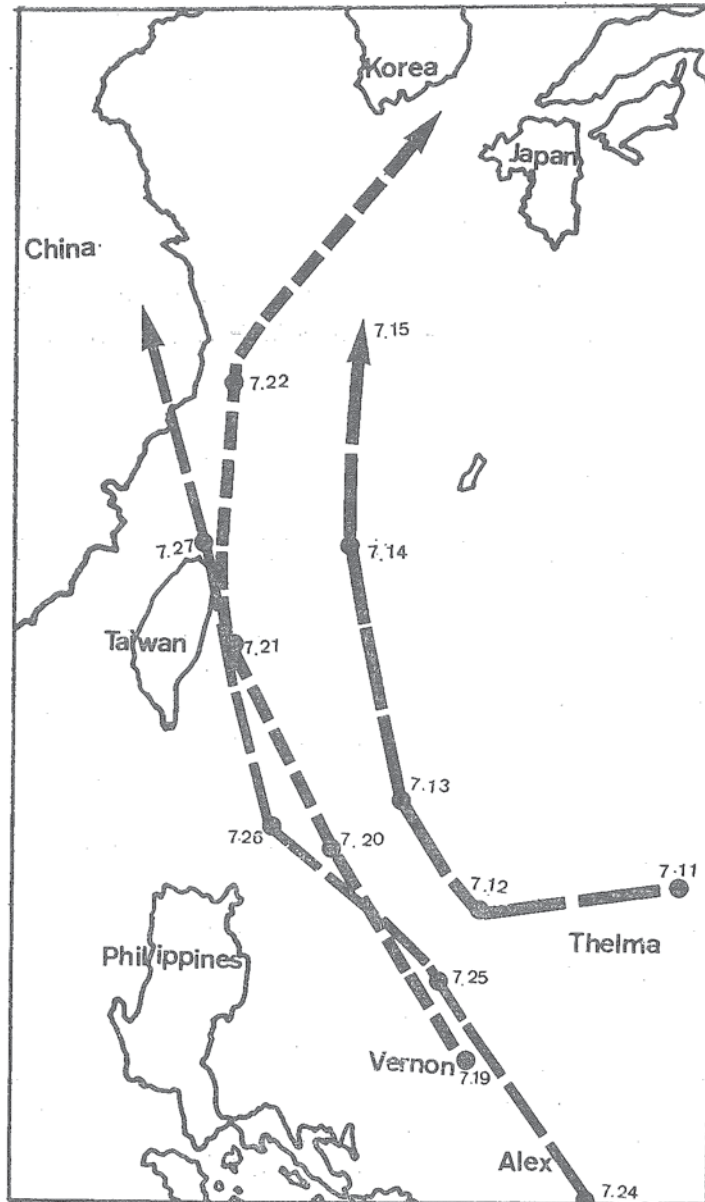 Korea
Japan
China
7.15
7.22
7.27
7.14
Taiwan
7.21
7.13
7.26
7.20
7.12
7.11
Thelma
Philippines
7.25
Vernon
7.19
Alex
7.24